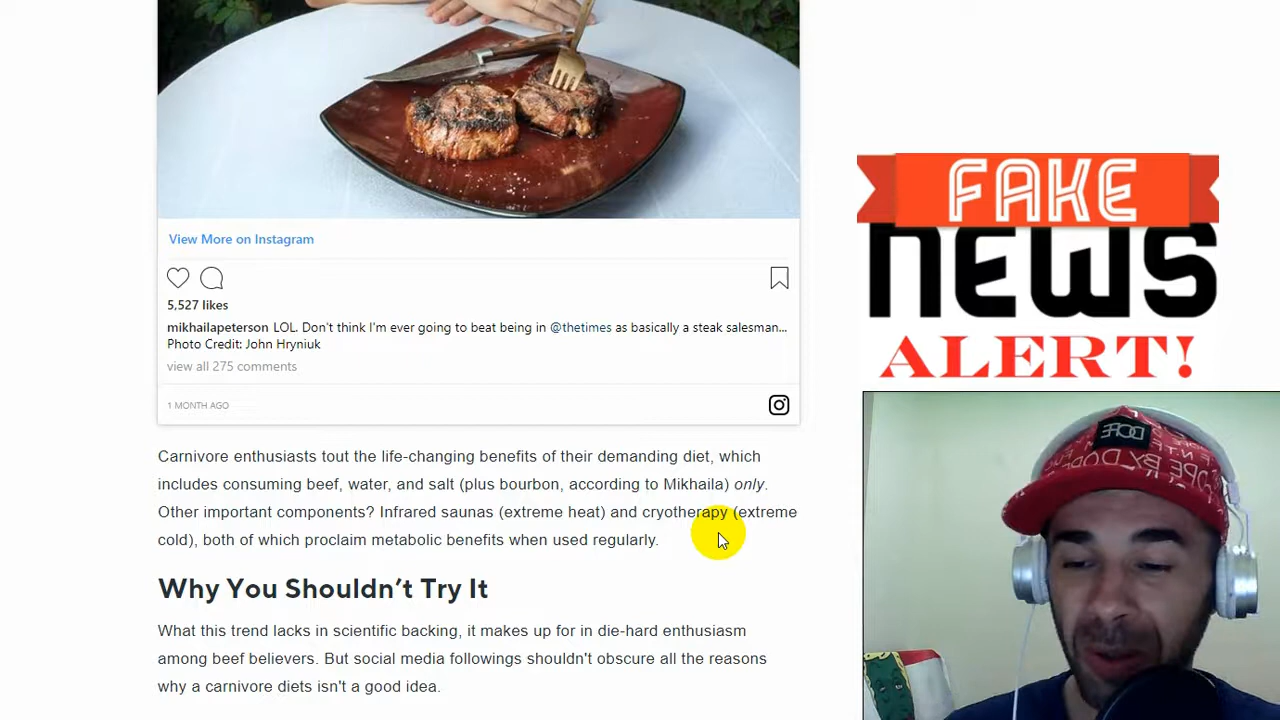 View More on Instagram
5,527 likes
mikhailapeterson LOL. Don't think I'm ever going to beat being in @thetimes as basically a steak salesman...
Photo Credit: John Hryniuk
view all 275 comments
1 MONTH AGO
Carnivore enthusiasts tout the life-changing benefits of their demanding diet, which
includes consuming beef, water, and salt (plus bourbon, according to Mikhaila) only.
Other important components? Infrared saunas (extreme heat) and cryotherapy (extreme
cold), both of which proclaim metabolic benefits when used regularly.
Why You Shouldn't Try It
What this trend lacks in scientific backing, it makes up for in die-hard enthusiasm
among beef believers. But social media followings shouldn't obscure all the reasons
why a carnivore diets isn't a good idea.
FAKE
NEWS
ALERT!
DOPE